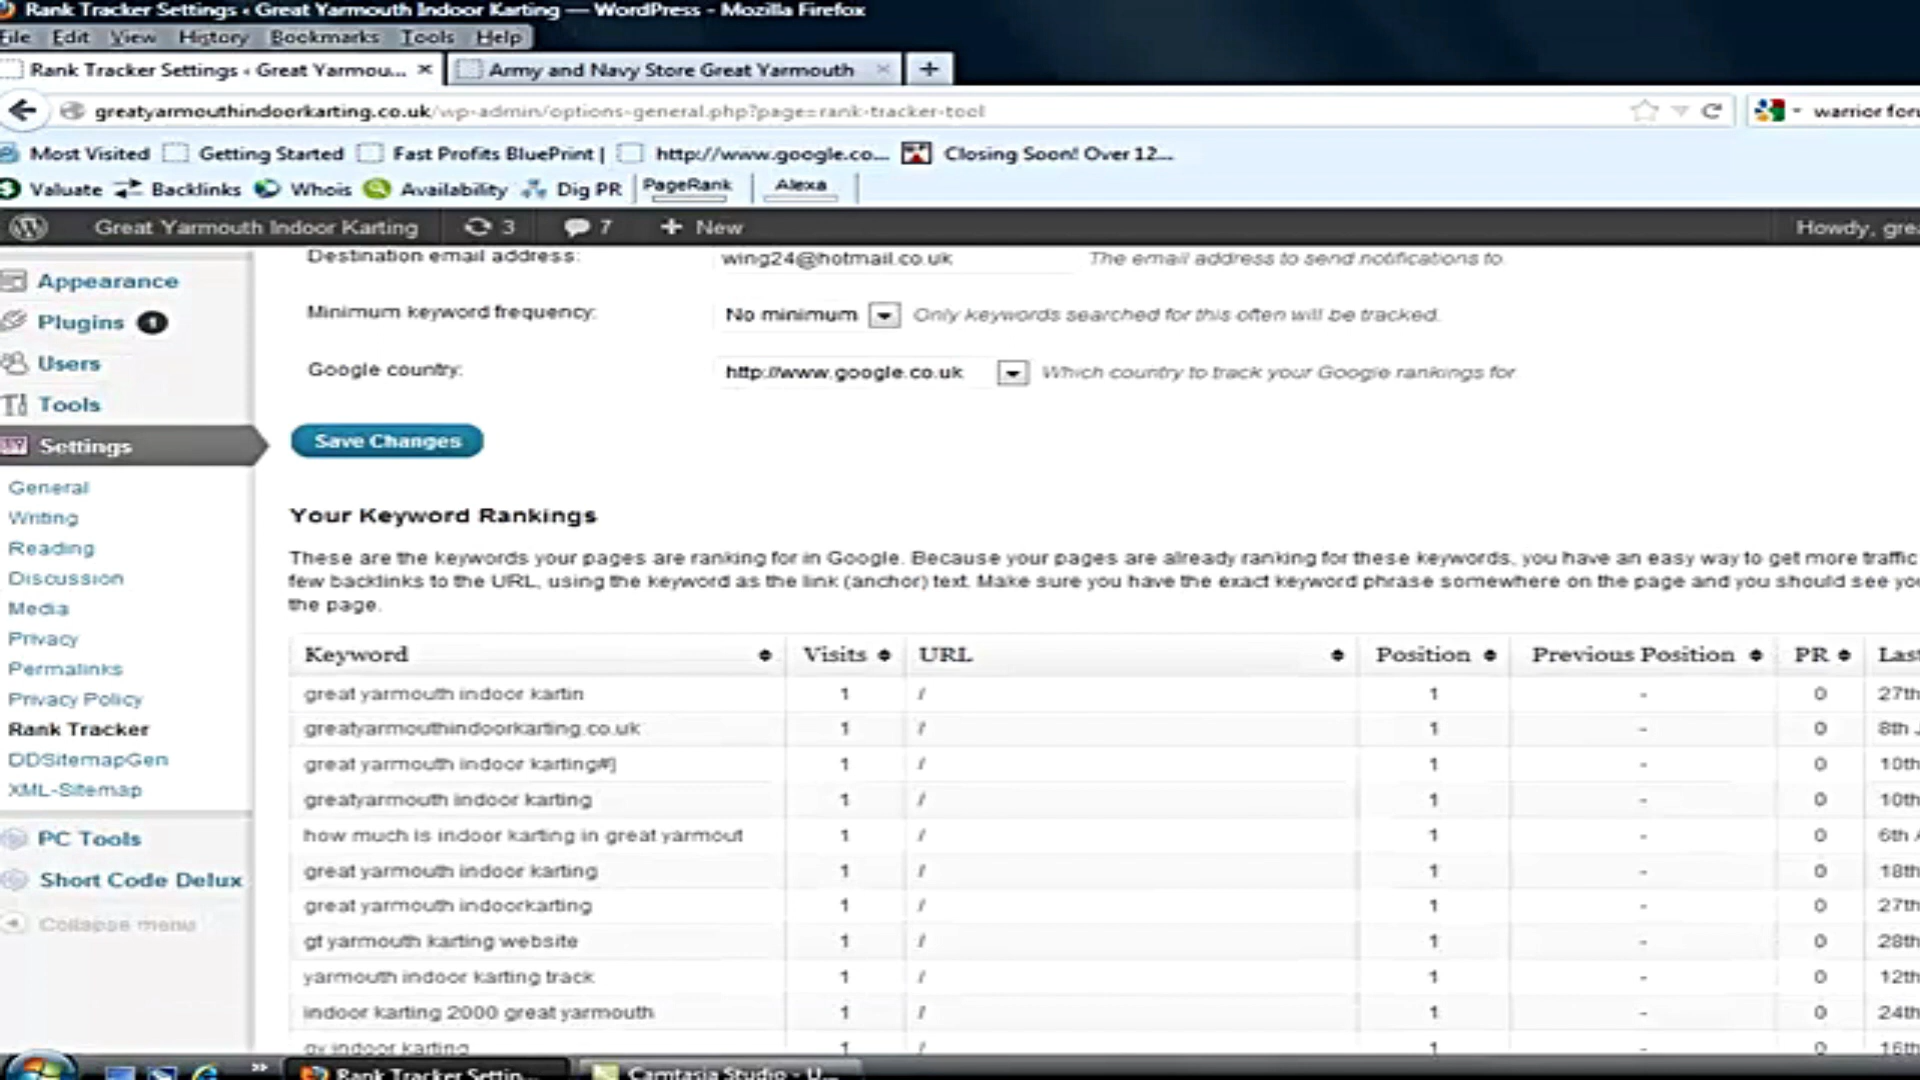 Rank Tracker Settings ‹ Great Yarmouth Indoor Karting — WordPress - Mozilla Firefox
File Edit View History Bookmarks Tools Help
Rank Tracker Settings ‹ Great Yarmou... × Army and Navy Store Great Yarmouth × +
greatyarmouthindoorkarting.co.uk/wp-admin/options-general.php?page=rank-tracker-tool warrior for
Most Visited Getting Started Fast Profits BluePrint | http://www.google.co... Closing Soon! Over 12...
Valuate Backlinks Whois Availability Dig PR PageRank Alexa
Great Yarmouth Indoor Karting 3 7 + New Howdy, grea
Destination email address: wing24@hotmail.co.uk The email address to send notifications to.
Appearance
Minimum keyword frequency: No minimum Only keywords searched for this often will be tracked.
Plugins 1
Users
Google country: http://www.google.co.uk Which country to track your Google rankings for
Tools
Settings
Save Changes
General
Writing
Reading
Discussion
Media
Privacy
Permalinks
Privacy Policy
Rank Tracker
DDSitemapGen
XML-Sitemap
PC Tools
Short Code Delux
Collapse menu
Your Keyword Rankings
These are the keywords your pages are ranking for in Google. Because your pages are already ranking for these keywords, you have an easy way to get more traffic
few backlinks to the URL, using the keyword as the link (anchor) text. Make sure you have the exact keyword phrase somewhere on the page and you should see yo
the page.
Keyword Visits URL Position Previous Position PR Last
great yarmouth indoor kartin 1 / 1 - 0 27th
greatyarmouthindoorkarting.co.uk 1 / 1 - 0 8th
great yarmouth indoor karting#] 1 / 1 - 0 10th
greatyarmouth indoor karting 1 / 1 - 0 10th
how much is indoor karting in great yarmout 1 / 1 - 0 6th A
great yarmouth indoor karting 1 / 1 - 0 18th
great yarmouth indoorkarting 1 / 1 - 0 27th
gt yarmouth karting website 1 / 1 - 0 28th
yarmouth indoor karting track 1 / 1 - 0 12th
indoor karting 2000 great yarmouth 1 / 1 - 0 24th
gy indoor karting 1 / 1 - 0 16th
Rank Tracker Settin... Camtasia Studio - U...